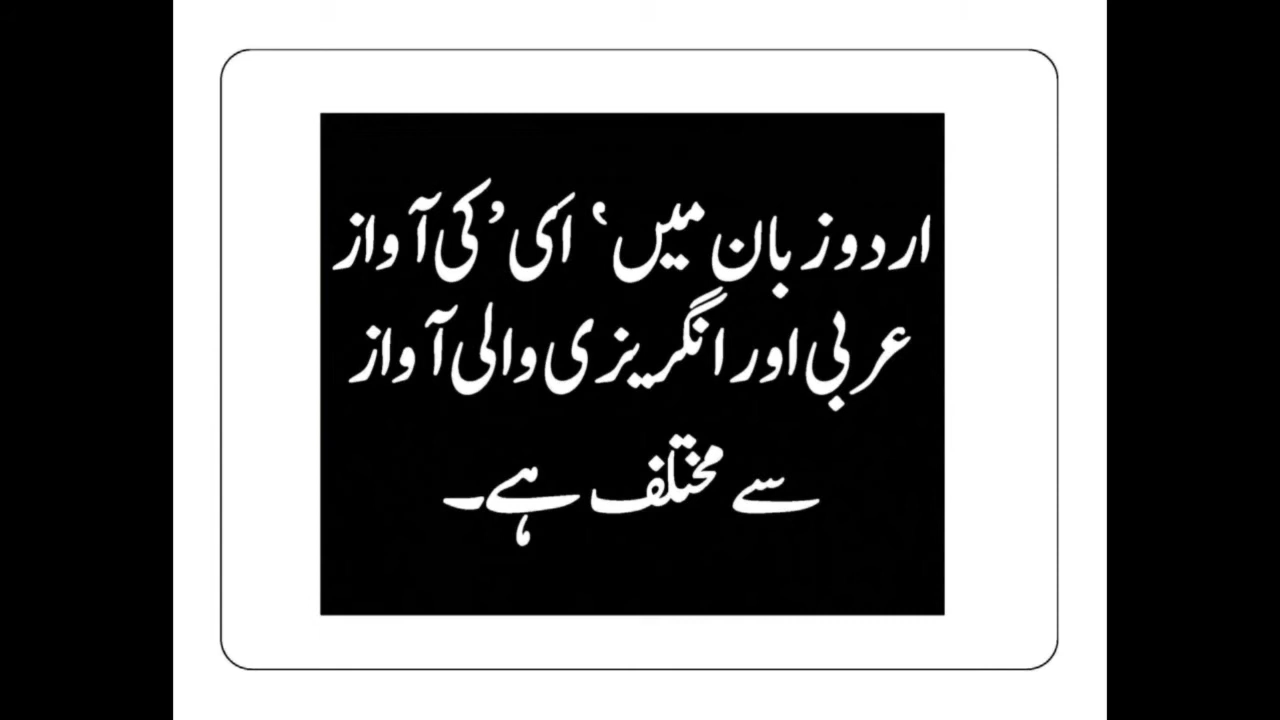 اردو زبان میں ‘ ای ’ کی آواز
عربی اور انگریزی والی آواز
سے مختلف ہے۔